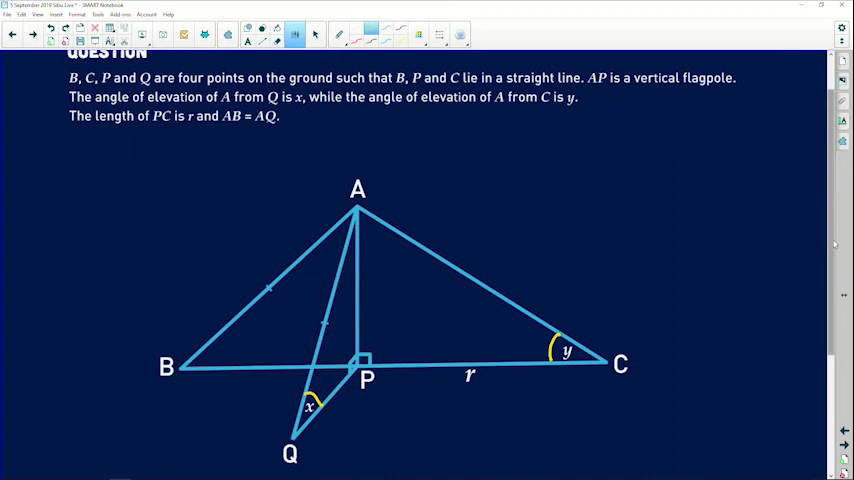 5 September 2019 Sibu Live * - SMART Notebook
File Edit View Insert Format Tools Add-ons Account Help
QUESTION
B, C, P and Q are four points on the ground such that B, P and C lie in a straight line. AP is a vertical flagpole.
The angle of elevation of A from Q is x, while the angle of elevation of A from C is y.
The length of PC is r and AB = AQ.
A
B
P
r
y
C
x
Q